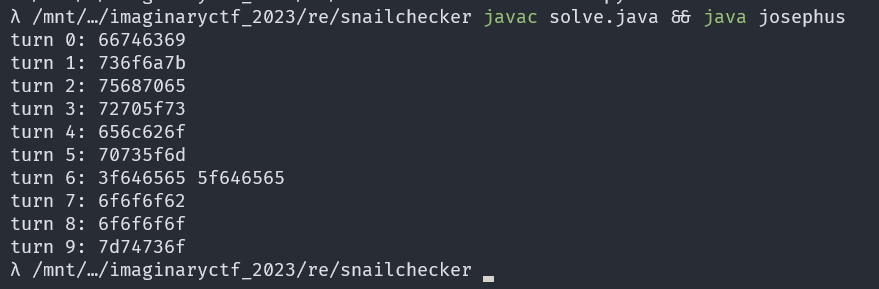 λ /mnt/…/imaginaryctf_2023/re/snailchecker javac solve.java && java josephus
turn 0: 66746369
turn 1: 736f6a7b
turn 2: 75687065
turn 3: 72705f73
turn 4: 656c626f
turn 5: 70735f6d
turn 6: 3f646565 5f646565
turn 7: 6f6f6f62
turn 8: 6f6f6f6f
turn 9: 7d74736f
λ /mnt/…/imaginaryctf_2023/re/snailchecker